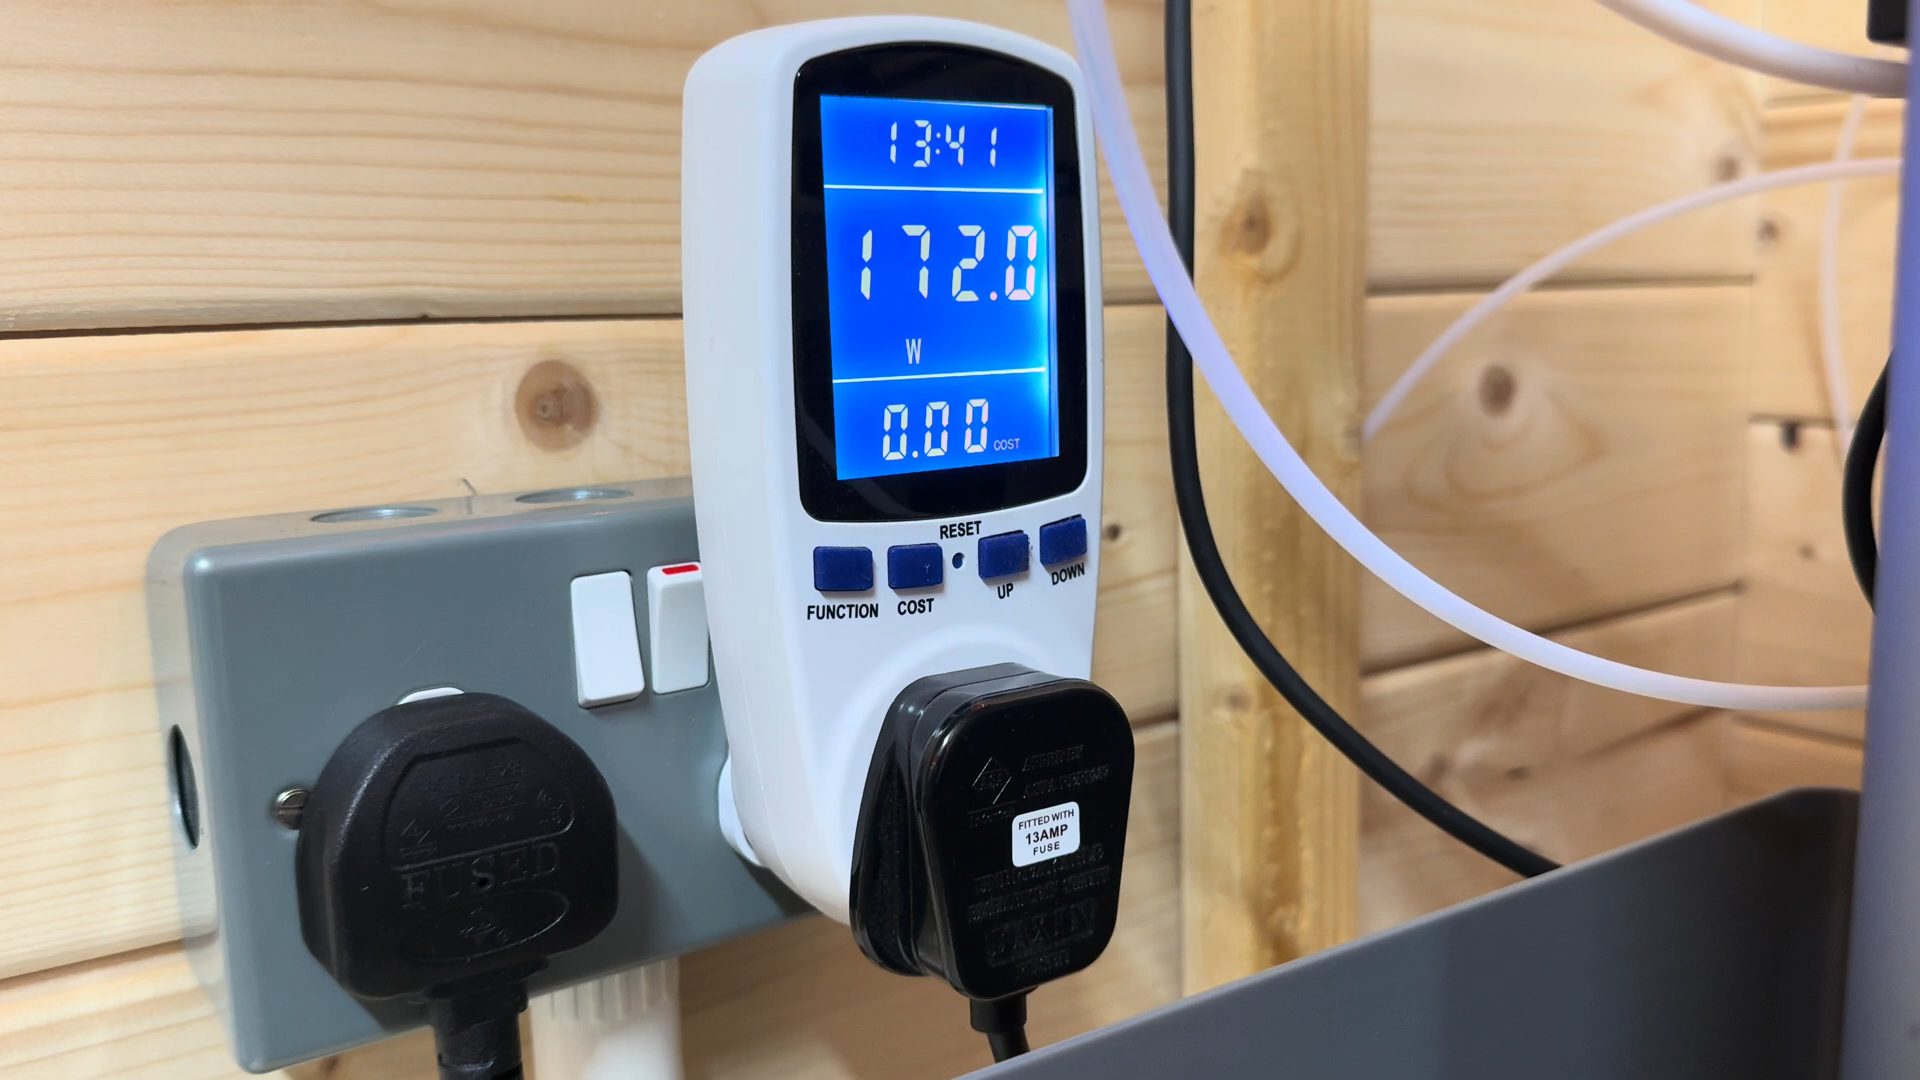 13:41
172.0
W
0.00 COST
RESET
FUNCTION COST UP DOWN
FITTED WITH
13AMP
FUSE
FUSED